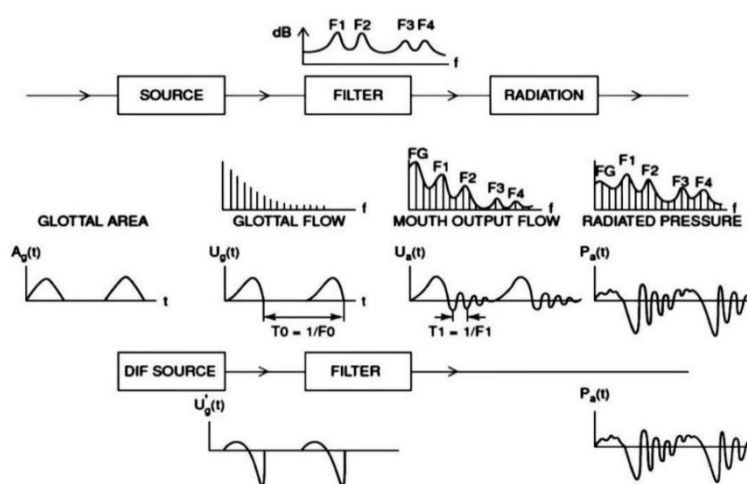 F1 F2 F3 F4
dB
f
SOURCE FILTER RADIATION
FG F1 F2 F3 F4 f
FG F1 F2 F3 F4 f
f
GLOTTAL AREA GLOTTAL FLOW MOUTH OUTPUT FLOW RADIATED PRESSURE
Ag(t) t
Ug(t) t
Ua(t)
Pa(t)
T0 = 1/F0
T1 = 1/F1
DIF SOURCE FILTER
U'g(t)
Pa(t)